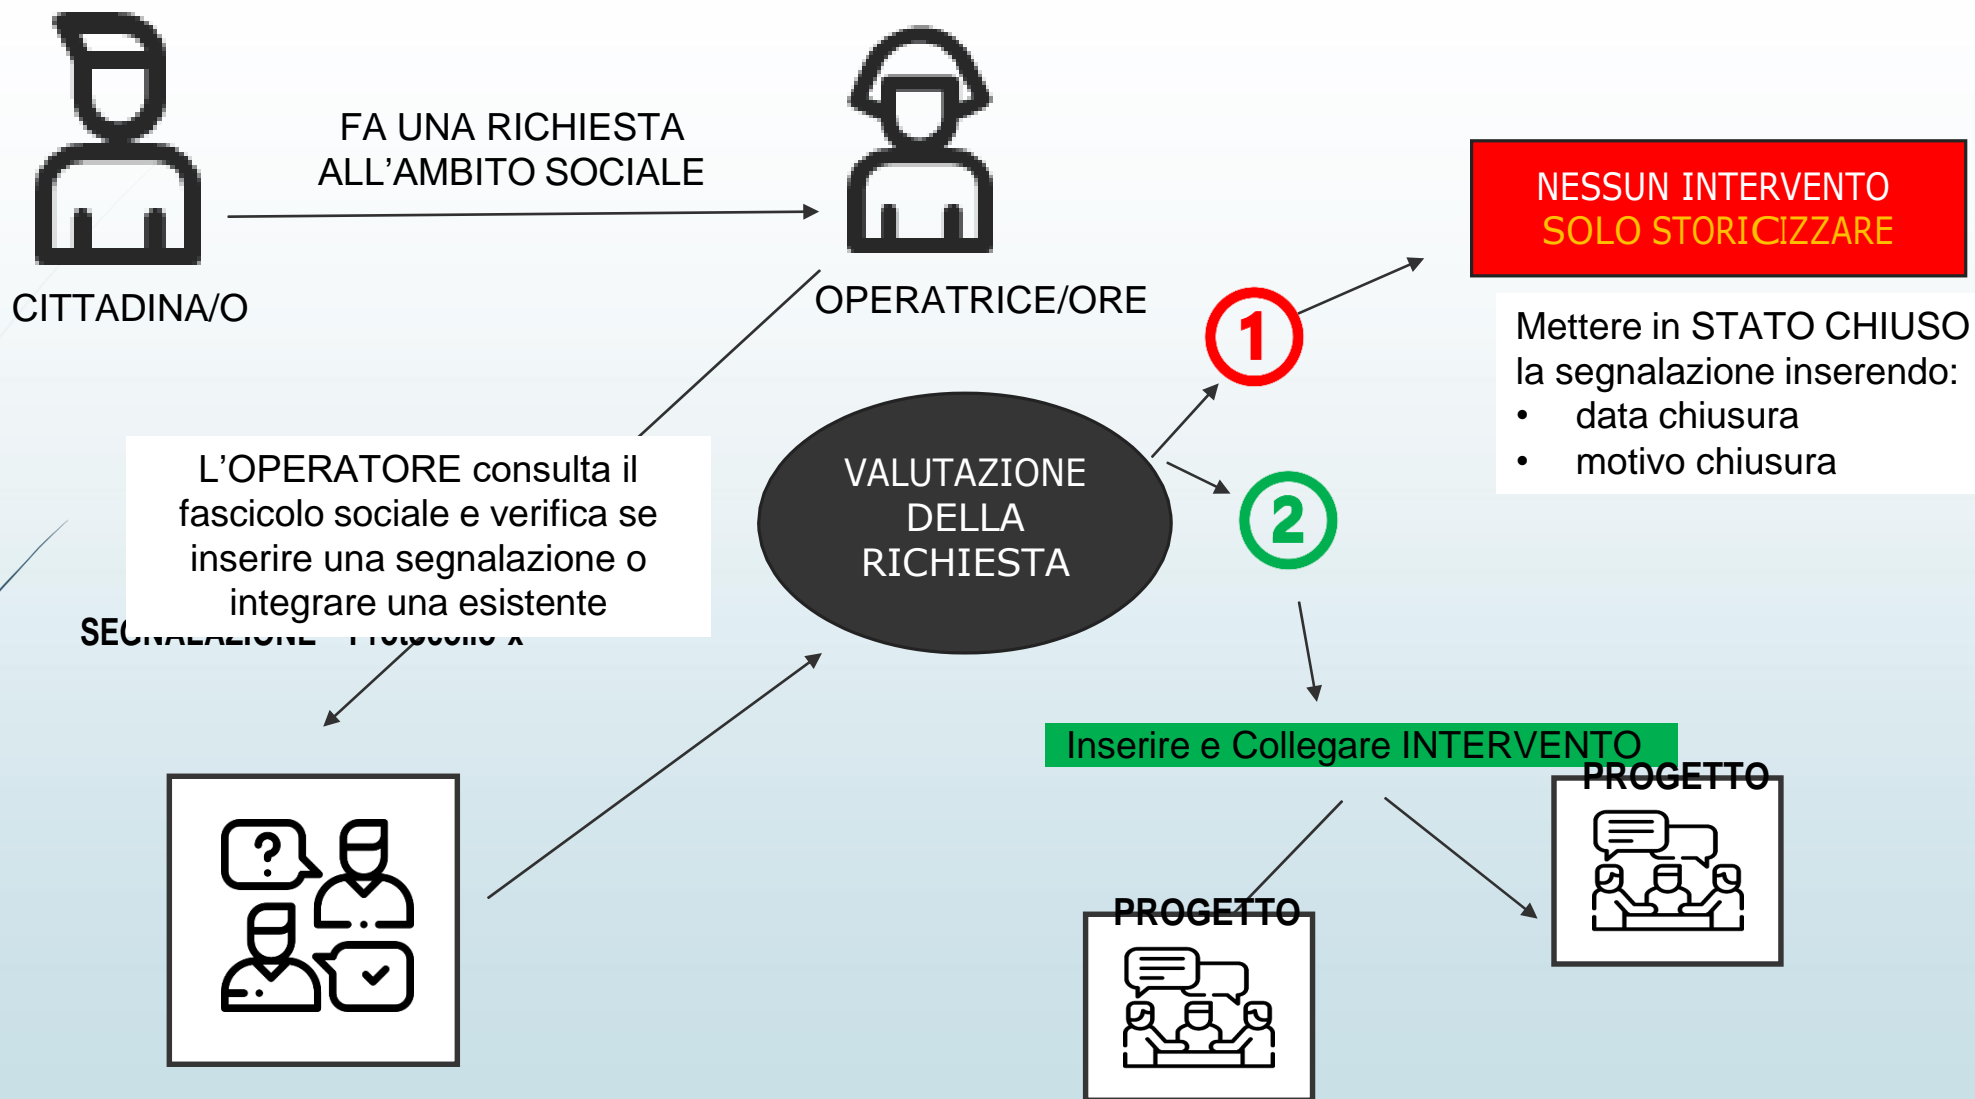 FA UNA RICHIESTA
ALL’AMBITO SOCIALE
CITTADINA/O
OPERATRICE/ORE
NESSUN INTERVENTO
SOLO STORICIZZARE
1
Mettere in STATO CHIUSO
la segnalazione inserendo:
• data chiusura
• motivo chiusura
L’OPERATORE consulta il
fascicolo sociale e verifica se
inserire una segnalazione o
integrare una esistente
VALUTAZIONE
DELLA
RICHIESTA
2
SEGNALAZIONE Protocollo x
Inserire e Collegare INTERVENTO
PROGETTO
?
PROGETTO